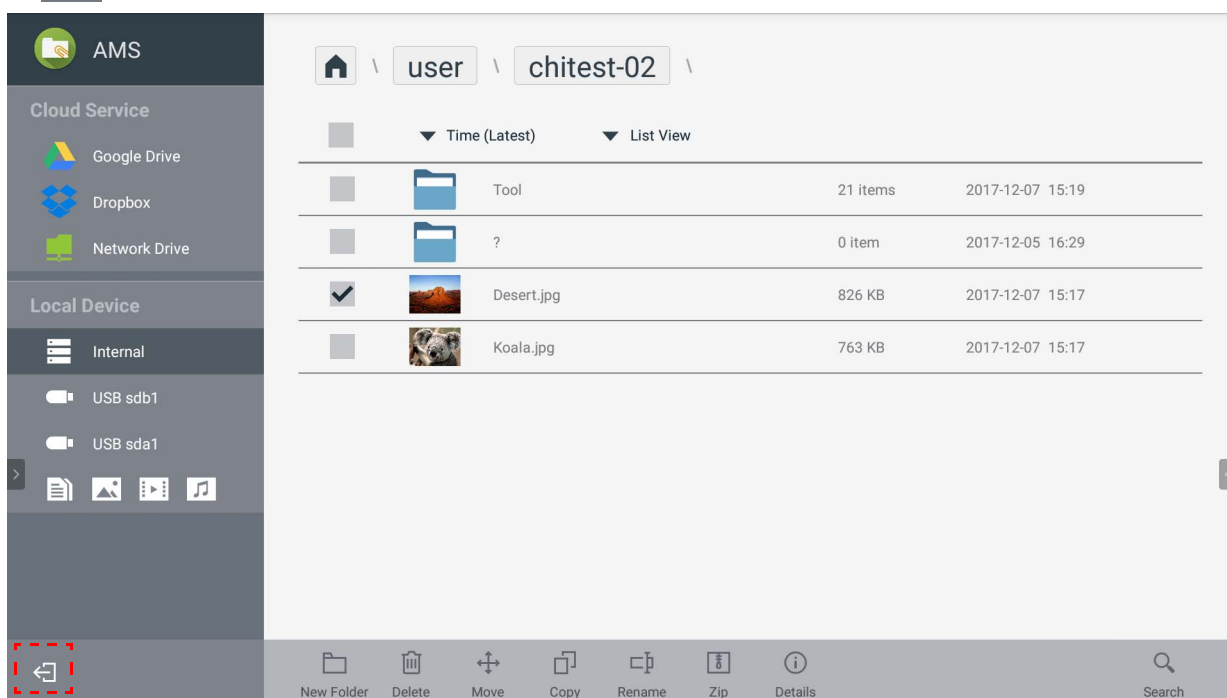 AMS
Cloud Service
Google Drive
Dropbox
Network Drive
Local Device
Internal
USB sdb1
USB sda1
\ user \ chitest-02 \
Time (Latest) List View
Tool 21 items 2017-12-07 15:19
? 0 item 2017-12-05 16:29
Desert.jpg 826 KB 2017-12-07 15:17
Koala.jpg 763 KB 2017-12-07 15:17
New Folder Delete Move Copy Rename Zip Details Search